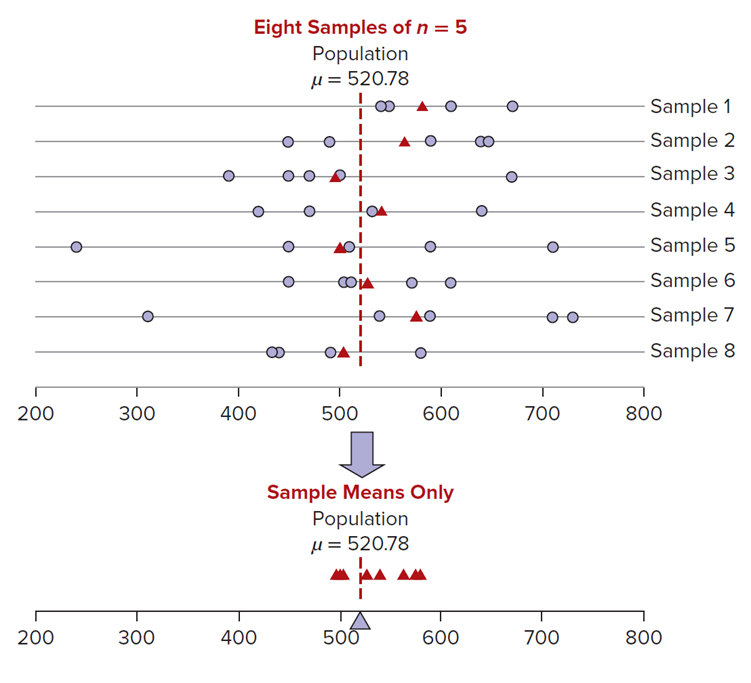 Eight Samples of n = 5
Population
μ = 520.78
Sample 1
Sample 2
Sample 3
Sample 4
Sample 5
Sample 6
Sample 7
Sample 8
200 300 400 500 600 700 800
Sample Means Only
Population
μ = 520.78
200 300 400 500 600 700 800